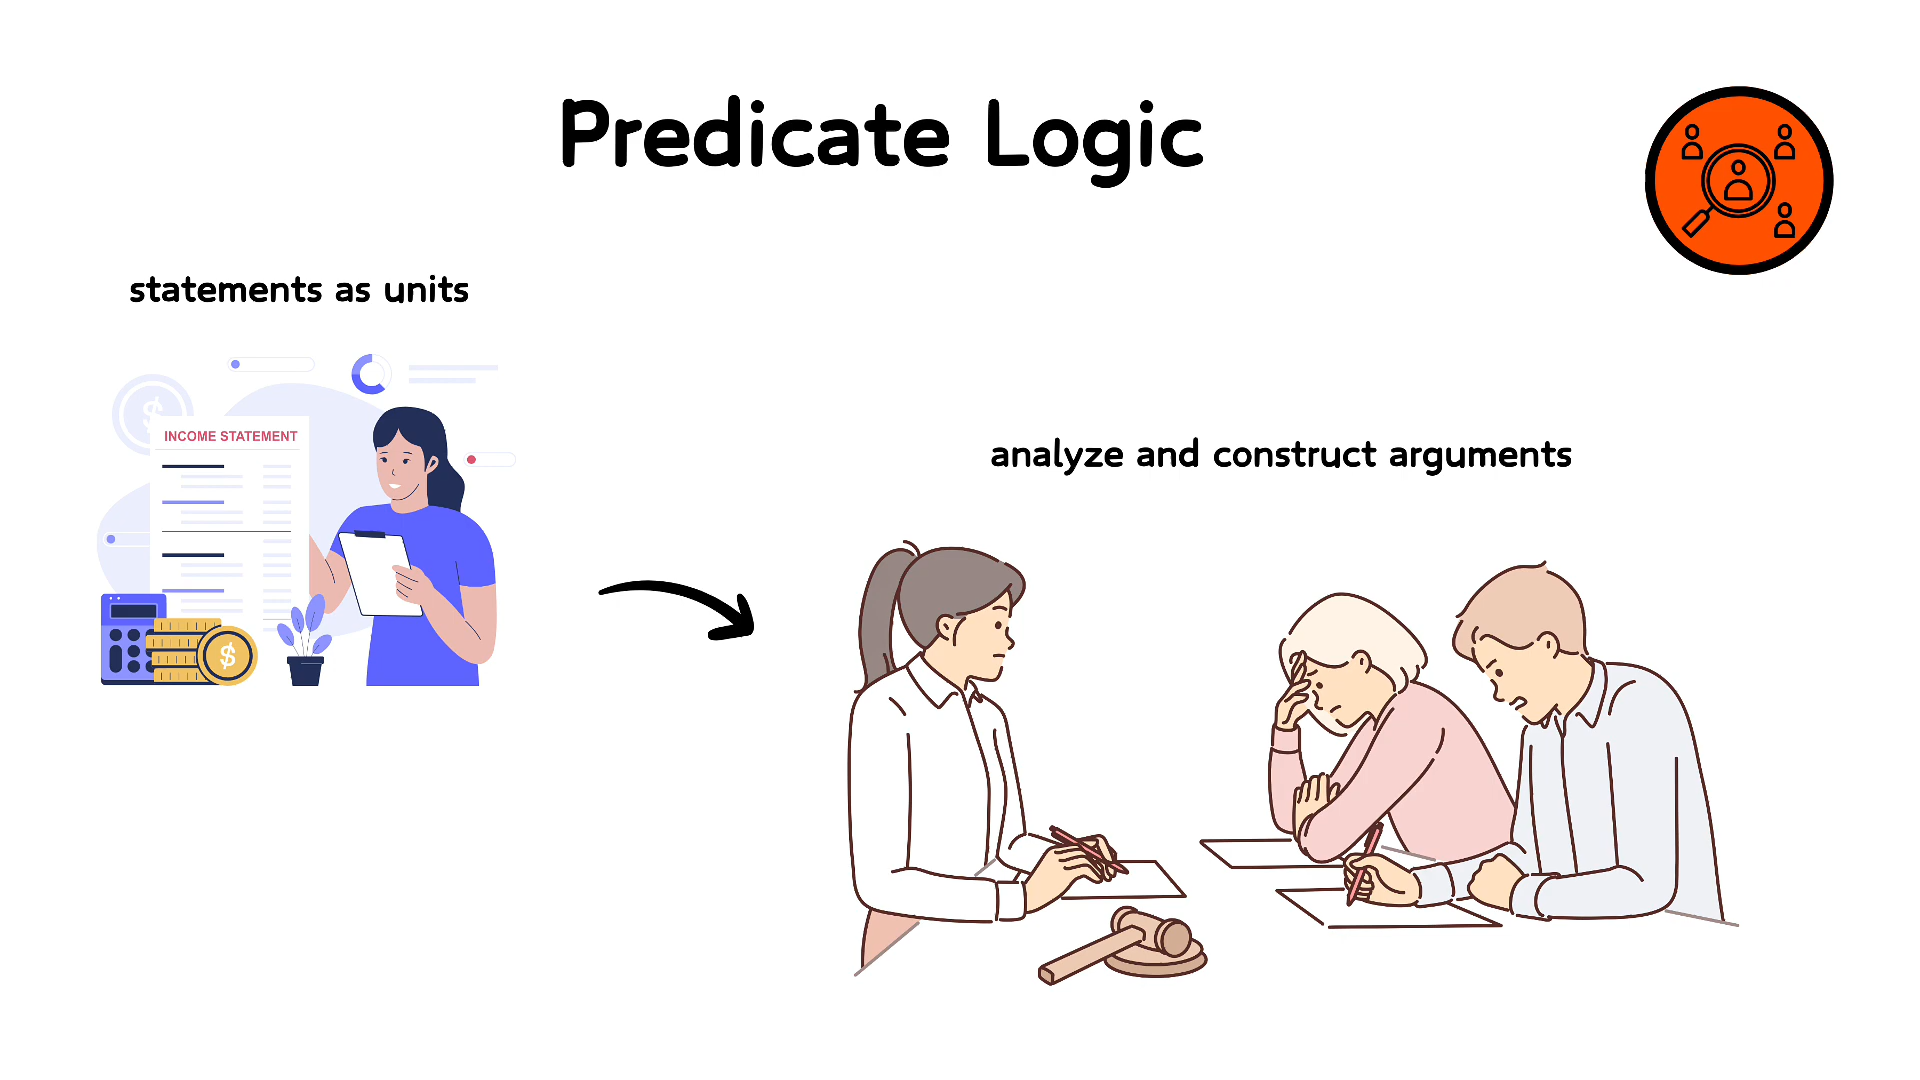 Predicate Logic
statements as units
$
INCOME STATEMENT
$
analyze and construct arguments